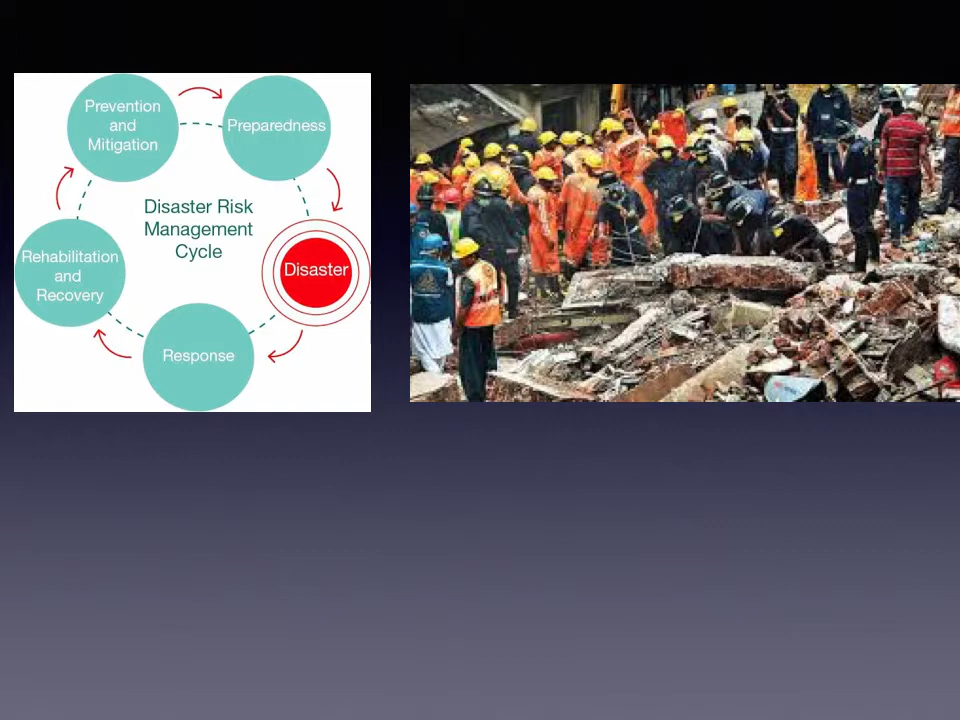 Prevention
and
Mitigation
Preparedness
Disaster Risk
Management
Cycle
Rehabilitation
and
Recovery
Disaster
Response